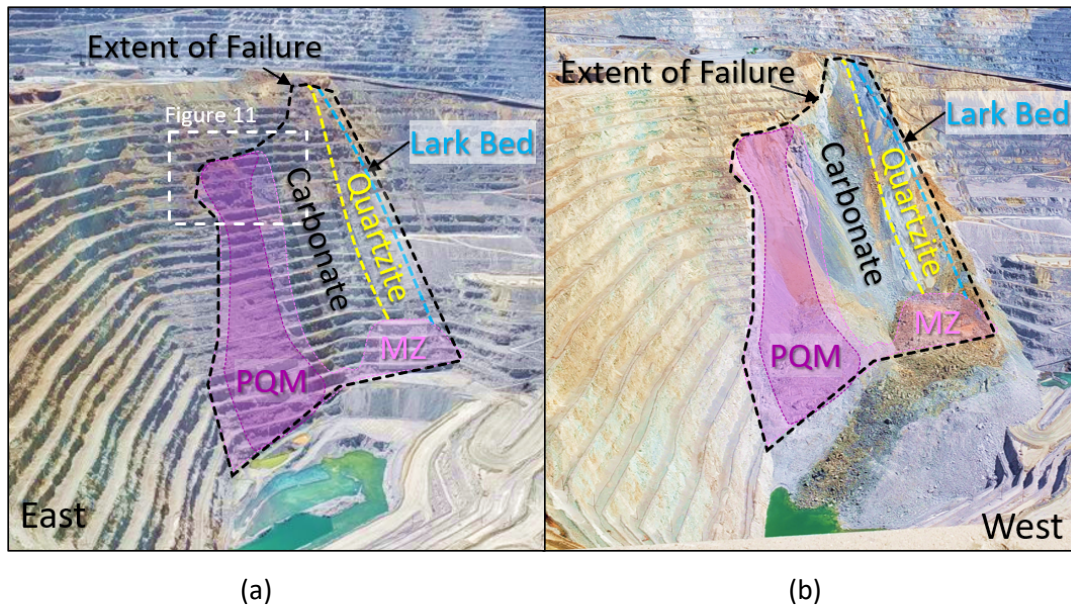 Extent of Failure
Figure 11
Lark Bed
Carbonate
Quartzite
MZ
PQM
East
Extent of Failure
Lark Bed
Carbonate
Quartzite
MZ
PQM
West
(a)
(b)